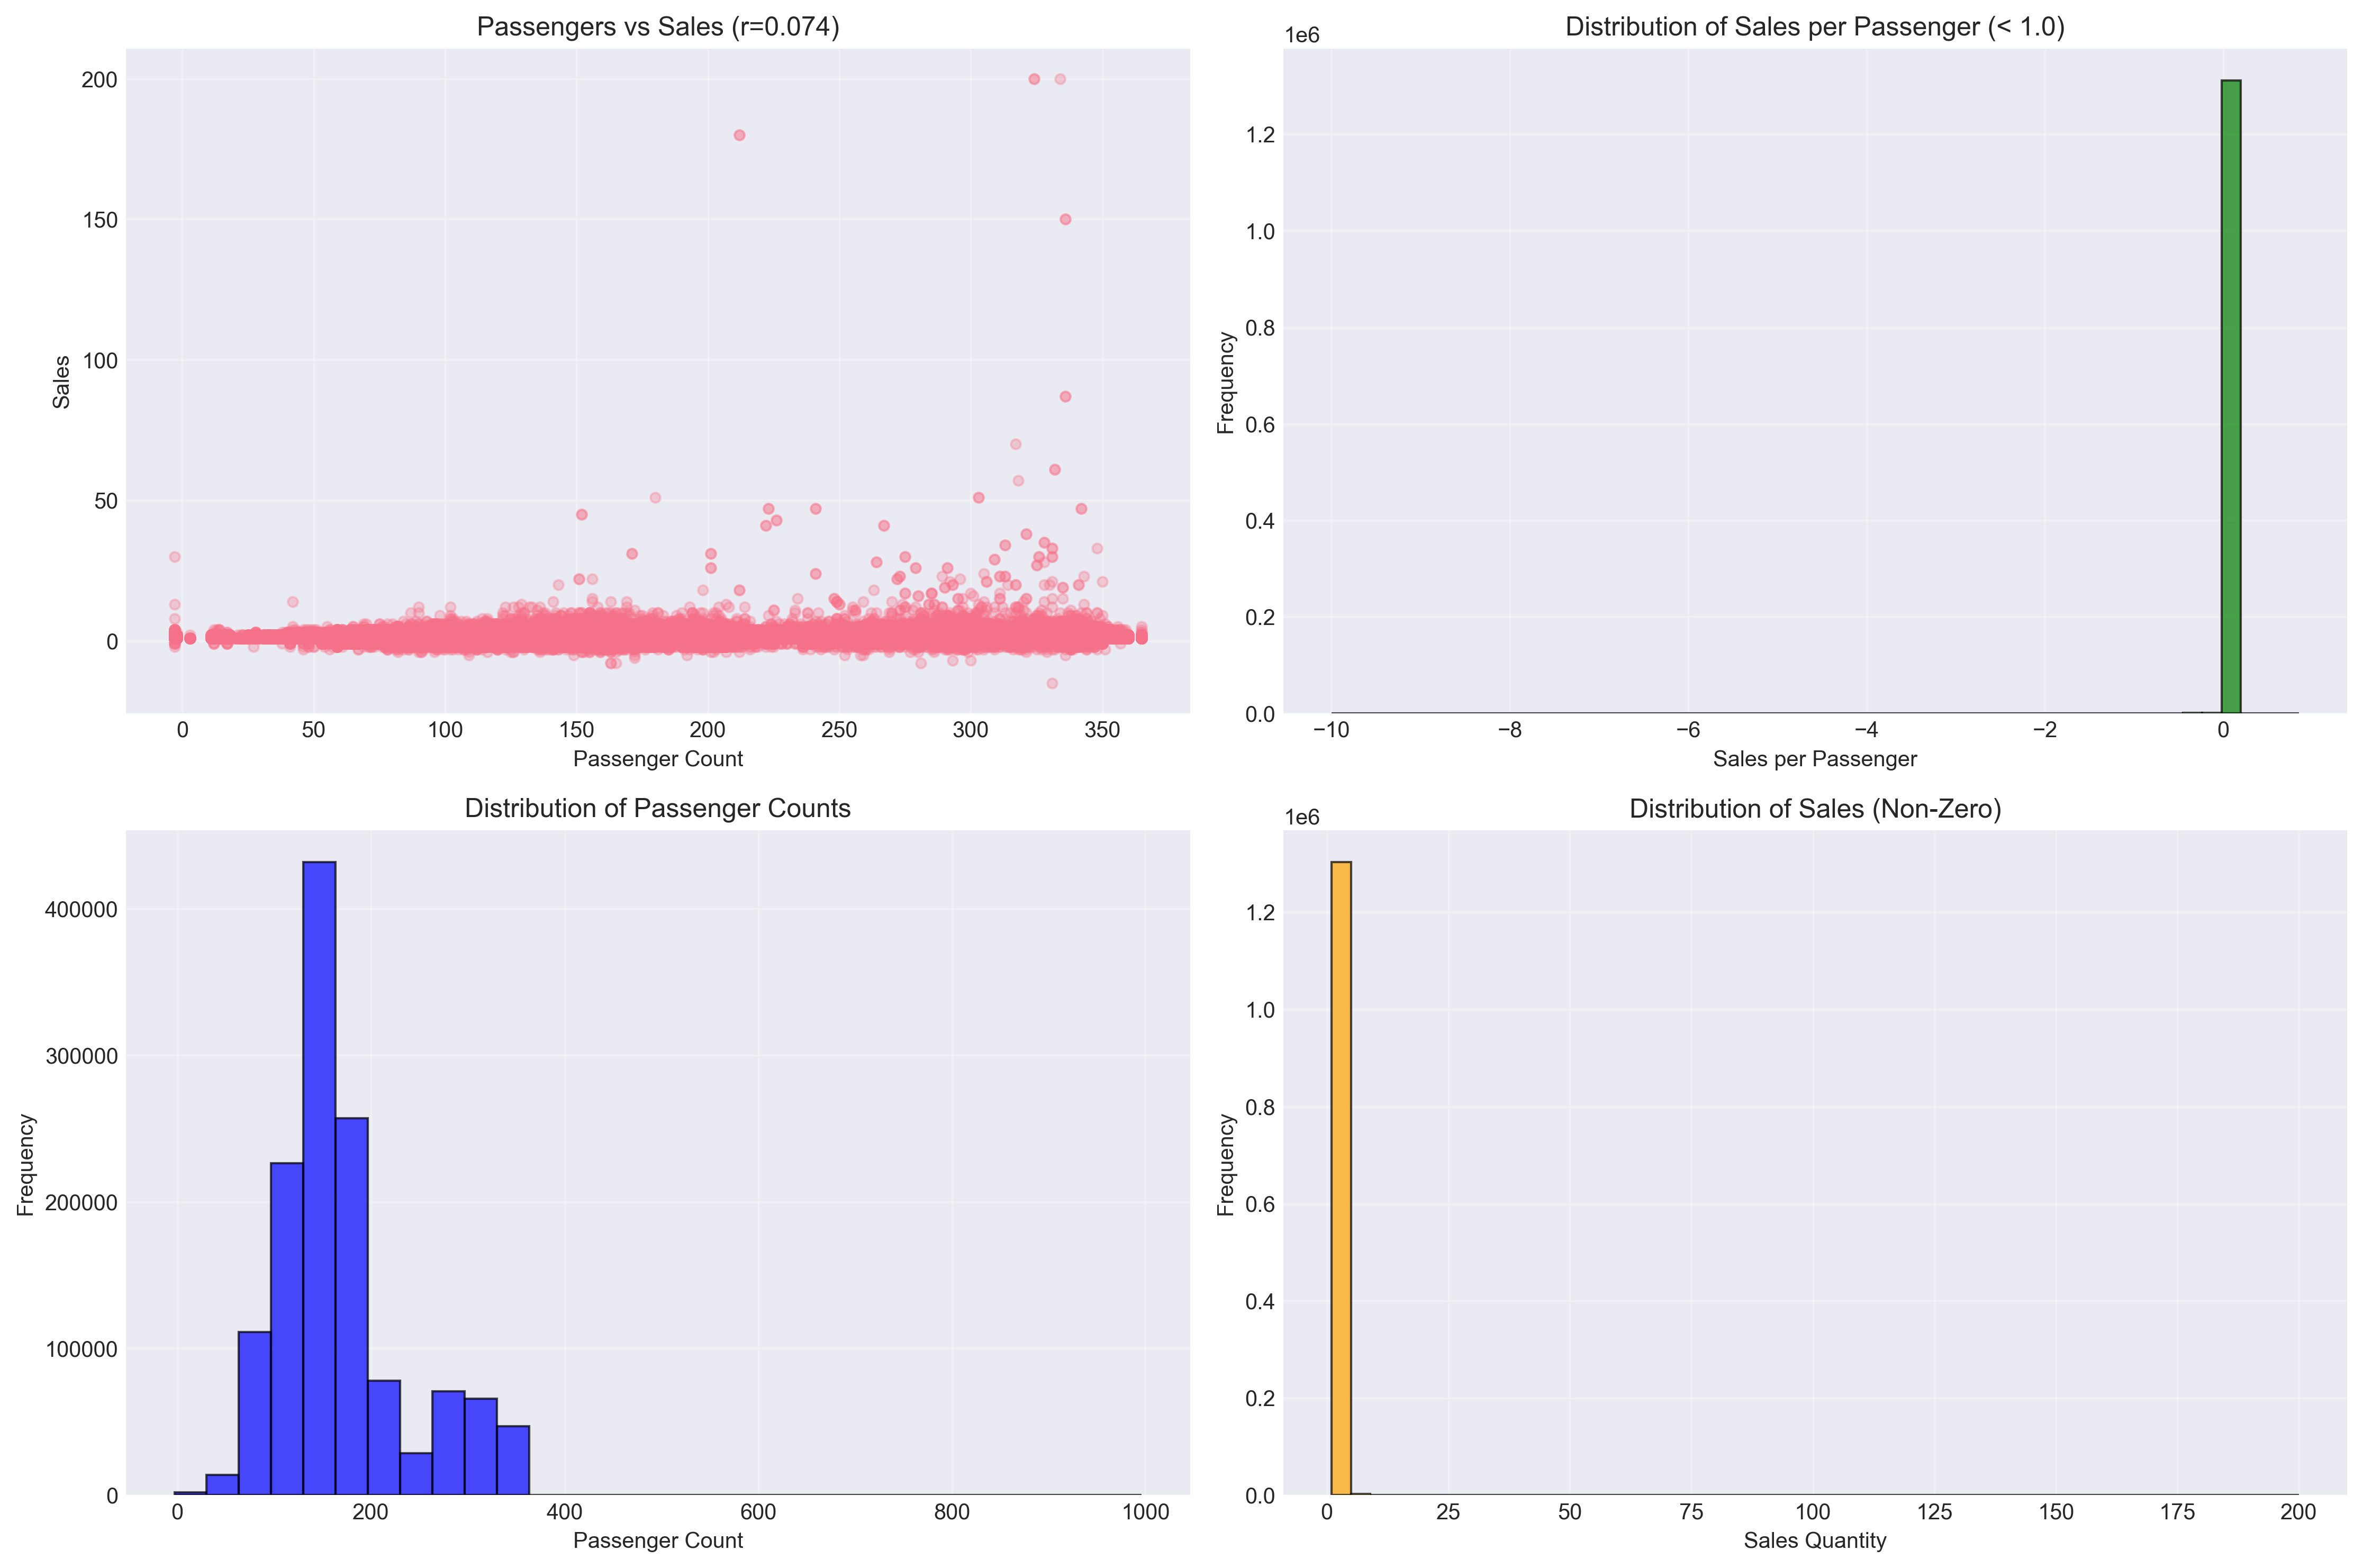 Passengers vs Sales (r=0.074)
200
150
100
50
0
Sales
0 50 100 150 200 250 300 350
Passenger Count
Distribution of Sales per Passenger (< 1.0)
1e6
1.2
1.0
0.8
0.6
0.4
0.2
0.0
Frequency
−10 −8 −6 −4 −2 0
Sales per Passenger
Distribution of Passenger Counts
400000
300000
200000
100000
0
Frequency
0 200 400 600 800 1000
Passenger Count
Distribution of Sales (Non-Zero)
1e6
1.2
1.0
0.8
0.6
0.4
0.2
0.0
Frequency
0 25 50 75 100 125 150 175 200
Sales Quantity